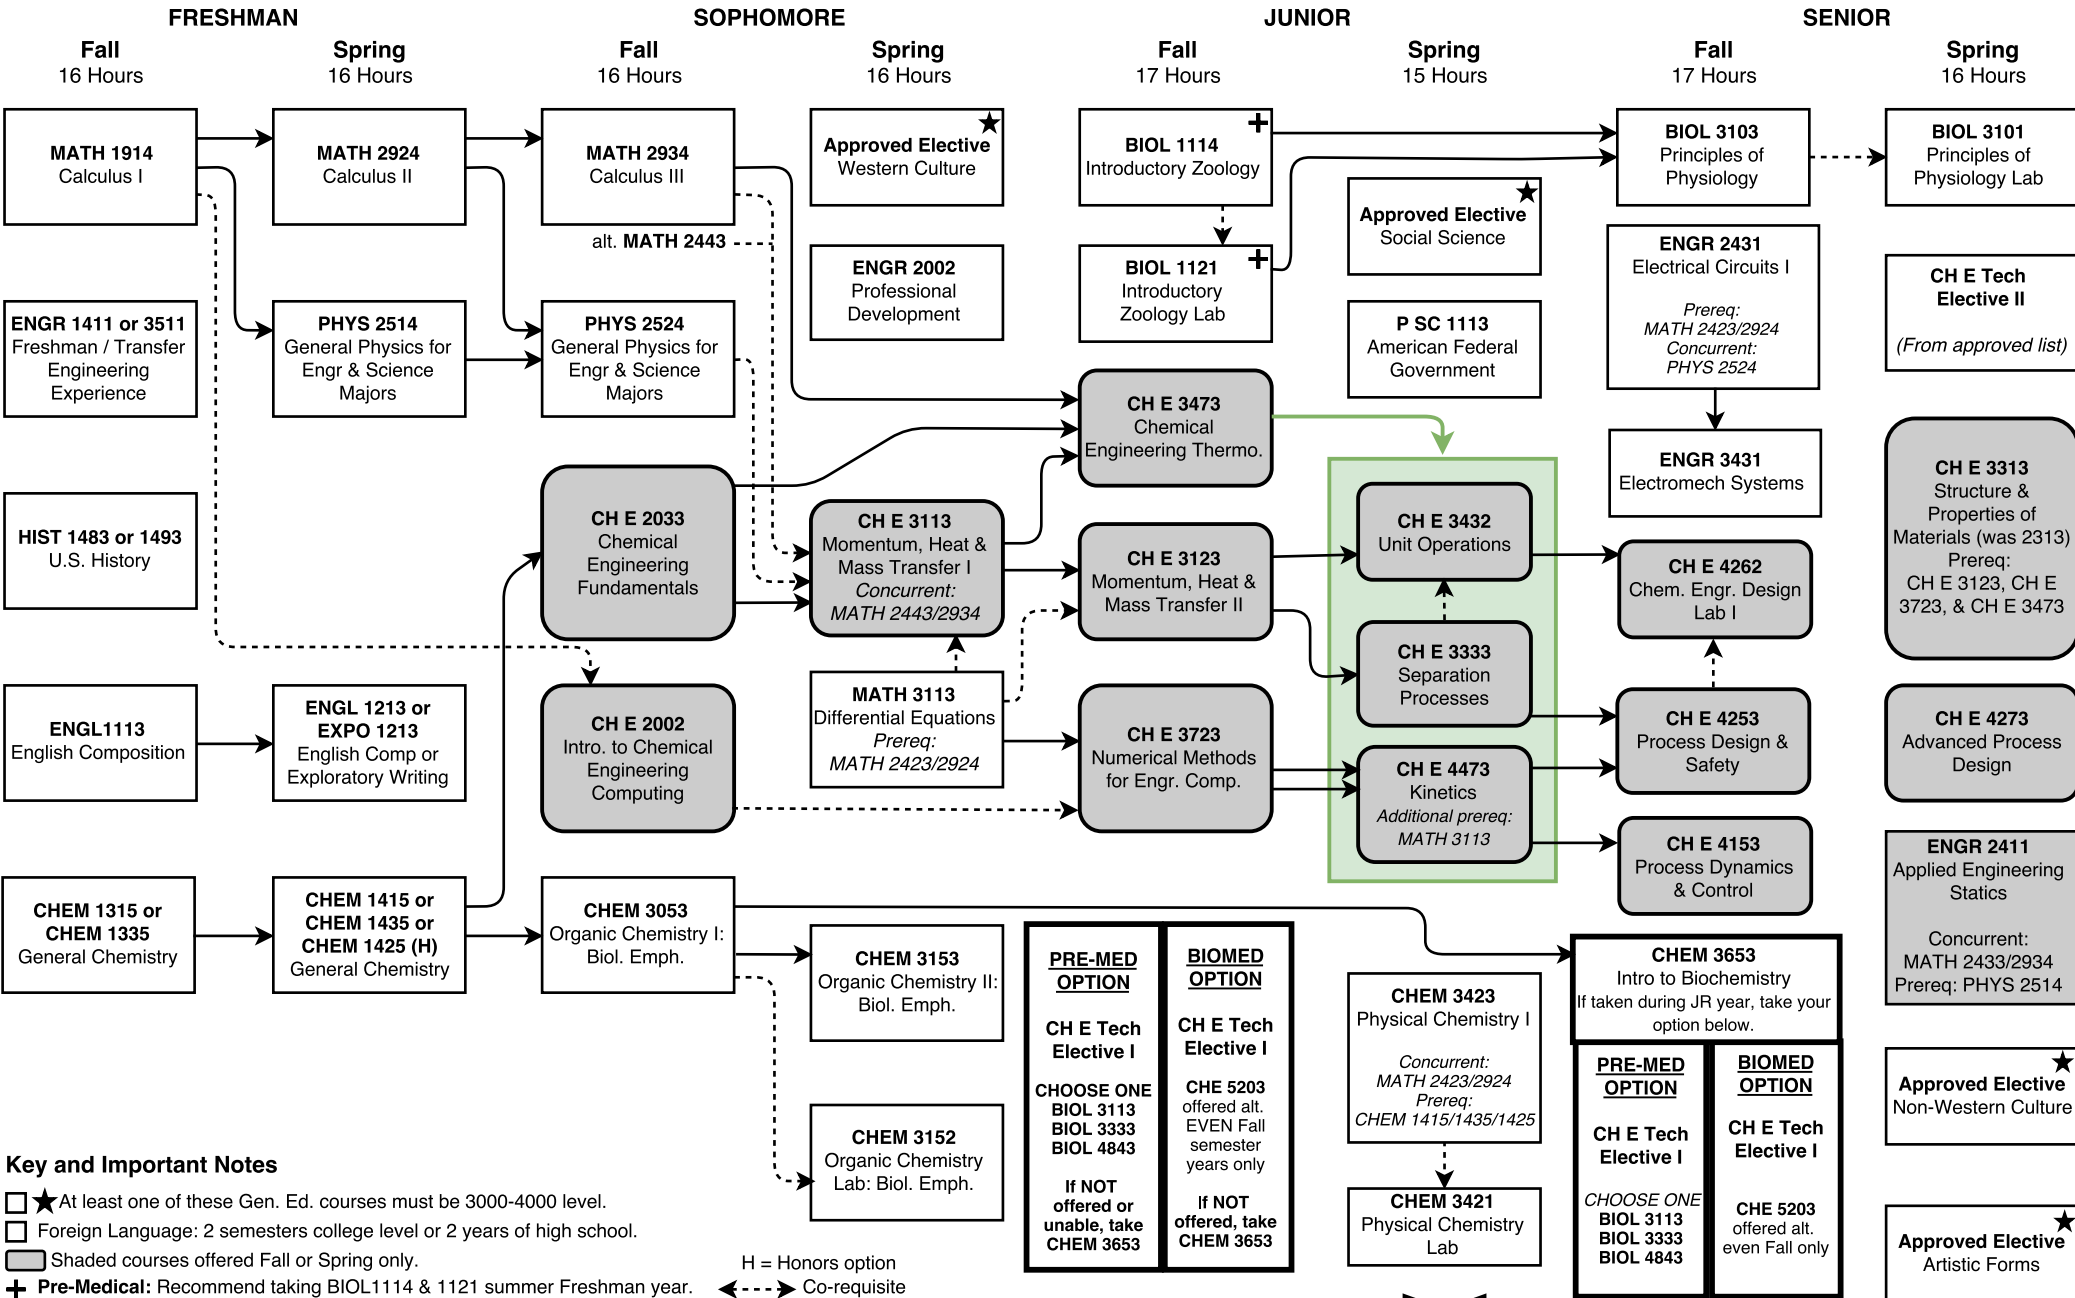 FRESHMAN
SOPHOMORE
JUNIOR
SENIOR
Fall
16 Hours
Spring
16 Hours
Fall
16 Hours
Spring
16 Hours
Fall
17 Hours
Spring
15 Hours
Fall
17 Hours
Spring
16 Hours
MATH 1914
Calculus I
ENGR 1411 or 3511
Freshman / Transfer
Engineering
Experience
HIST 1483 or 1493
U.S. History
ENGL1113
English Composition
CHEM 1315 or
CHEM 1335
General Chemistry
MATH 2924
Calculus II
PHYS 2514
General Physics for
Engr & Science
Majors
ENGL 1213 or
EXPO 1213
English Comp or
Exploratory Writing
CHEM 1415 or
CHEM 1435 or
CHEM 1425 (H)
General Chemistry
MATH 2934
Calculus III
alt. MATH 2443
PHYS 2524
General Physics for
Engr & Science
Majors
CH E 2033
Chemical
Engineering
Fundamentals
CH E 2002
Intro. to Chemical
Engineering
Computing
CHEM 3053
Organic Chemistry I:
Biol. Emph.
Approved Elective
Western Culture
ENGR 2002
Professional
Development
CH E 3113
Momentum, Heat &
Mass Transfer I
Concurrent:
MATH 2443/2934
MATH 3113
Differential Equations
Prereq:
MATH 2423/2924
CHEM 3153
Organic Chemistry II:
Biol. Emph.
CHEM 3152
Organic Chemistry
Lab: Biol. Emph.
BIOL 1114
Introductory Zoology
BIOL 1121
Introductory
Zoology Lab
CH E 3473
Chemical
Engineering Thermo.
CH E 3123
Momentum, Heat &
Mass Transfer II
CH E 3723
Numerical Methods
for Engr. Comp.
PRE-MED
OPTION
CH E Tech
Elective I
CHOOSE ONE
BIOL 3113
BIOL 3333
BIOL 4843
If NOT
offered or
unable, take
CHEM 3653
BIOMED
OPTION
CH E Tech
Elective I
CHE 5203
offered alt.
EVEN Fall
semester
years only
If NOT
offered, take
CHEM 3653
Approved Elective
Social Science
P SC 1113
American Federal
Government
CH E 3432
Unit Operations
CH E 3333
Separation
Processes
CH E 4473
Kinetics
Additional prereq:
MATH 3113
CHEM 3423
Physical Chemistry I
Concurrent:
MATH 2423/2924
Prereq:
CHEM 1415/1435/1425
CHEM 3421
Physical Chemistry
Lab
BIOL 3103
Principles of
Physiology
ENGR 2431
Electrical Circuits I
Prereq:
MATH 2423/2924
Concurrent:
PHYS 2524
ENGR 3431
Electromech Systems
CH E 4262
Chem. Engr. Design
Lab I
CH E 4253
Process Design &
Safety
CH E 4153
Process Dynamics
& Control
CHEM 3653
Intro to Biochemistry
If taken during JR year, take your
option below.
PRE-MED
OPTION
CH E Tech
Elective I
CHOOSE ONE
BIOL 3113
BIOL 3333
BIOL 4843
BIOMED
OPTION
CH E Tech
Elective I
CHE 5203
offered alt.
even Fall only
BIOL 3101
Principles of
Physiology Lab
CH E Tech
Elective II
(From approved list)
CH E 3313
Structure &
Properties of
Materials (was 2313)
Prereq:
CH E 3123, CH E
3723, & CH E 3473
CH E 4273
Advanced Process
Design
ENGR 2411
Applied Engineering
Statics
Concurrent:
MATH 2433/2934
Prereq: PHYS 2514
Approved Elective
Non-Western Culture
Approved Elective
Artistic Forms
Key and Important Notes
At least one of these Gen. Ed. courses must be 3000-4000 level.
Foreign Language: 2 semesters college level or 2 years of high school.
Shaded courses offered Fall or Spring only.
Pre-Medical: Recommend taking BIOL1114 & 1121 summer Freshman year.
H = Honors option
Co-requisite